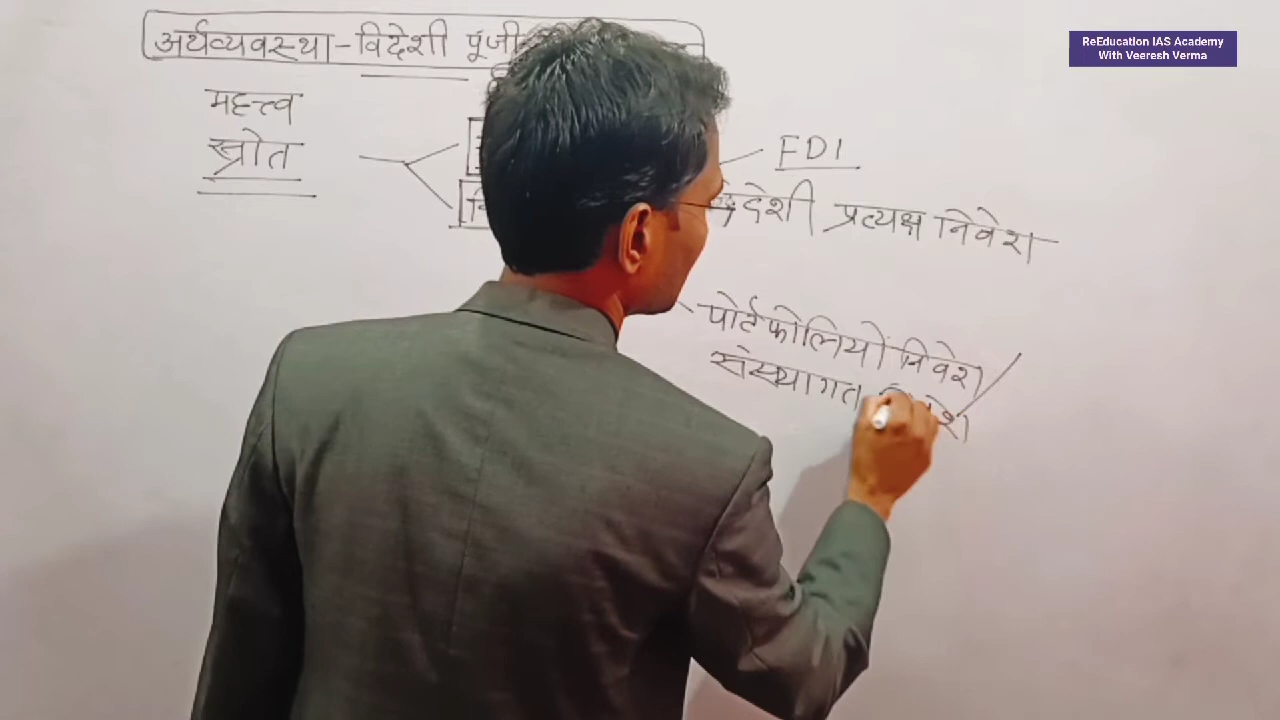 ReEducation IAS Academy
With Veeresh Verma
अर्थव्यवस्था-विदेशी पूंजी
महत्त्व
स्रोत
FDI
विदेशी प्रत्यक्ष निवेश
पोर्टफोलियो निवेश/
संस्थागत